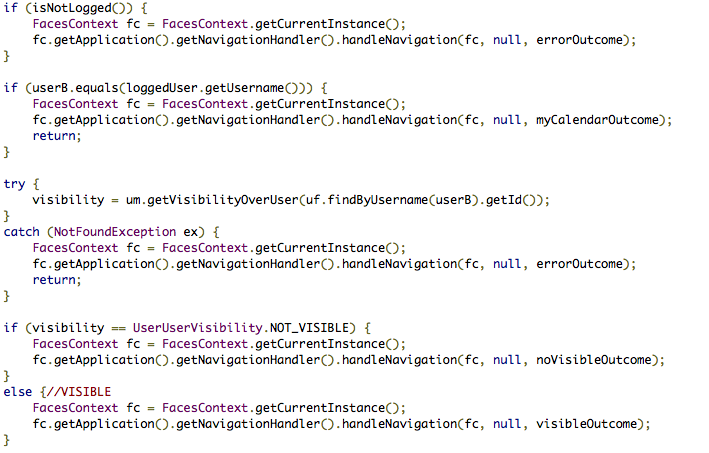 if (isNotLogged()) {
    FacesContext fc = FacesContext.getCurrentInstance();
    fc.getApplication().getNavigationHandler().handleNavigation(fc, null, errorOutcome);
}

if (userB.equals(loggedUser.getUsername())) {
    FacesContext fc = FacesContext.getCurrentInstance();
    fc.getApplication().getNavigationHandler().handleNavigation(fc, null, myCalendarOutcome);
    return;
}

try {
    visibility = um.getVisibilityOverUser(uf.findByUsername(userB).getId());
}
catch (NotFoundException ex) {
    FacesContext fc = FacesContext.getCurrentInstance();
    fc.getApplication().getNavigationHandler().handleNavigation(fc, null, errorOutcome);
    return;
}

if (visibility == UserUserVisibility.NOT_VISIBLE) {
    FacesContext fc = FacesContext.getCurrentInstance();
    fc.getApplication().getNavigationHandler().handleNavigation(fc, null, noVisibleOutcome);
}
else {//VISIBLE
    FacesContext fc = FacesContext.getCurrentInstance();
    fc.getApplication().getNavigationHandler().handleNavigation(fc, null, visibleOutcome);
}